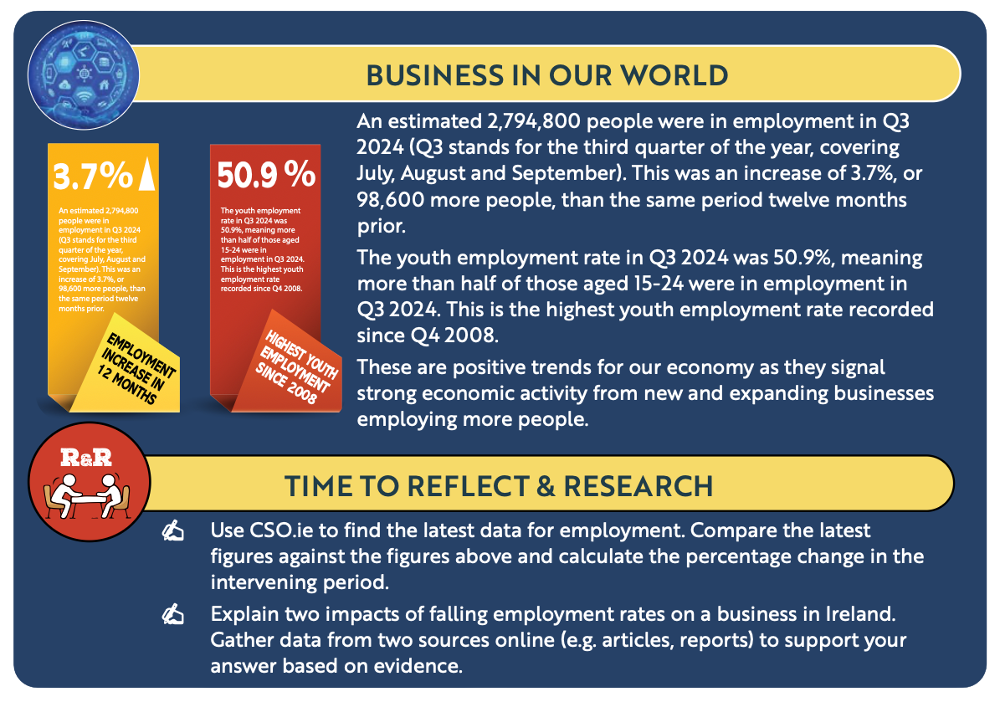 BUSINESS IN OUR WORLD
3.7%
An estimated 2,794,800
people were in
employment in Q3 2024
(Q3 stands for the third
quarter of the year,
covering July, August and
September). This was an
increase of 3.7%, or
98,600 more people, than
the same period twelve
months prior.
EMPLOYMENT
INCREASE IN
12 MONTHS
50.9 %
The youth employment
rate in Q3 2024 was
50.9%, meaning more
than half of those aged
15-24 were in
employment in Q3 2024.
This is the highest youth
employment rate
recorded since Q4 2008.
HIGHEST YOUTH
EMPLOYMENT
SINCE 2008
An estimated 2,794,800 people were in employment in Q3
2024 (Q3 stands for the third quarter of the year, covering
July, August and September). This was an increase of 3.7%, or
98,600 more people, than the same period twelve months
prior.
The youth employment rate in Q3 2024 was 50.9%, meaning
more than half of those aged 15-24 were in employment in
Q3 2024. This is the highest youth employment rate recorded
since Q4 2008.
These are positive trends for our economy as they signal
strong economic activity from new and expanding businesses
employing more people.
R&R
TIME TO REFLECT & RESEARCH
Use CSO.ie to find the latest data for employment. Compare the latest
figures against the figures above and calculate the percentage change in the
intervening period.
Explain two impacts of falling employment rates on a business in Ireland.
Gather data from two sources online (e.g. articles, reports) to support your
answer based on evidence.